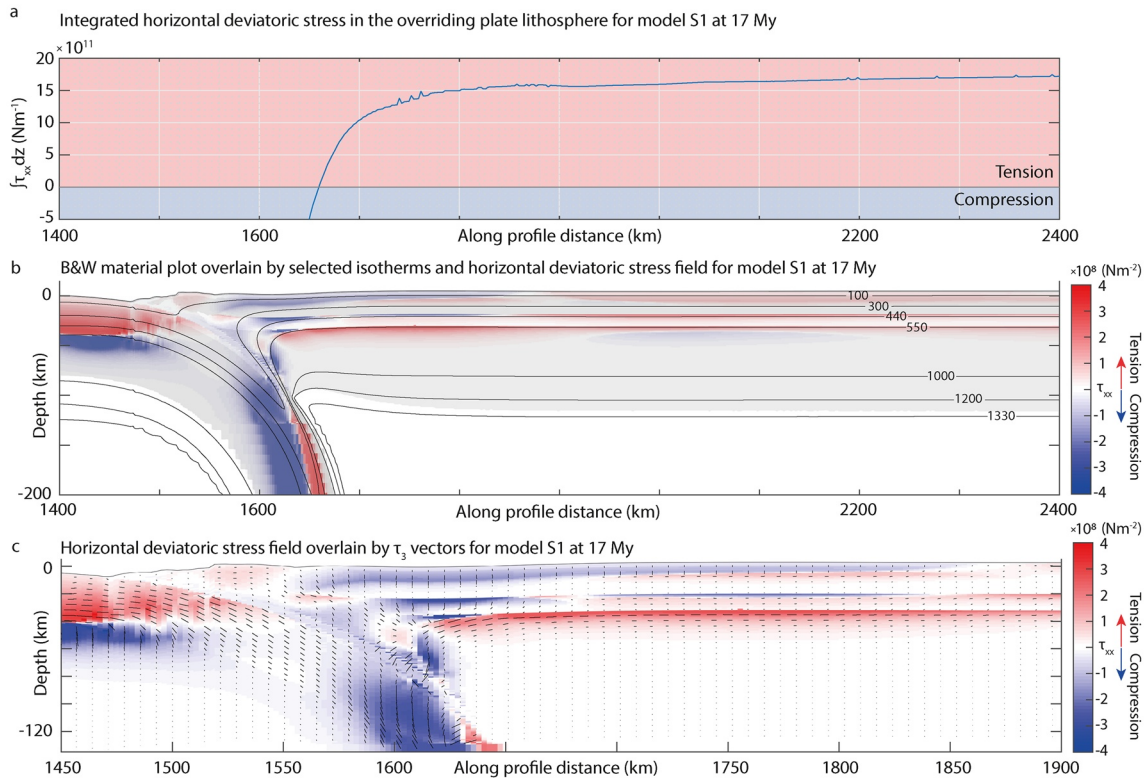 a
Integrated horizontal deviatoric stress in the overriding plate lithosphere for model S1 at 17 My
× 10¹¹
20
15
10
5
0
-5
∫τxxdz (Nm⁻¹)
Tension
Compression
1400
1600
Along profile distance (km)
2200
2400
b
B&W material plot overlain by selected isotherms and horizontal deviatoric stress field for model S1 at 17 My
×10⁸ (Nm⁻²)
0
-200
Depth (km)
100
300
440
550
1000
1200
1330
4
3
2
1
τxx
-1
-2
-3
-4
Tension
Compression
1400
1600
Along profile distance (km)
2200
2400
c
Horizontal deviatoric stress field overlain by τ₃ vectors for model S1 at 17 My
×10⁸ (Nm⁻²)
0
-120
Depth (km)
4
3
2
1
τxx
-1
-2
-3
-4
Tension
Compression
1450
1500
1550
1600
Along profile distance (km)
1750
1800
1850
1900